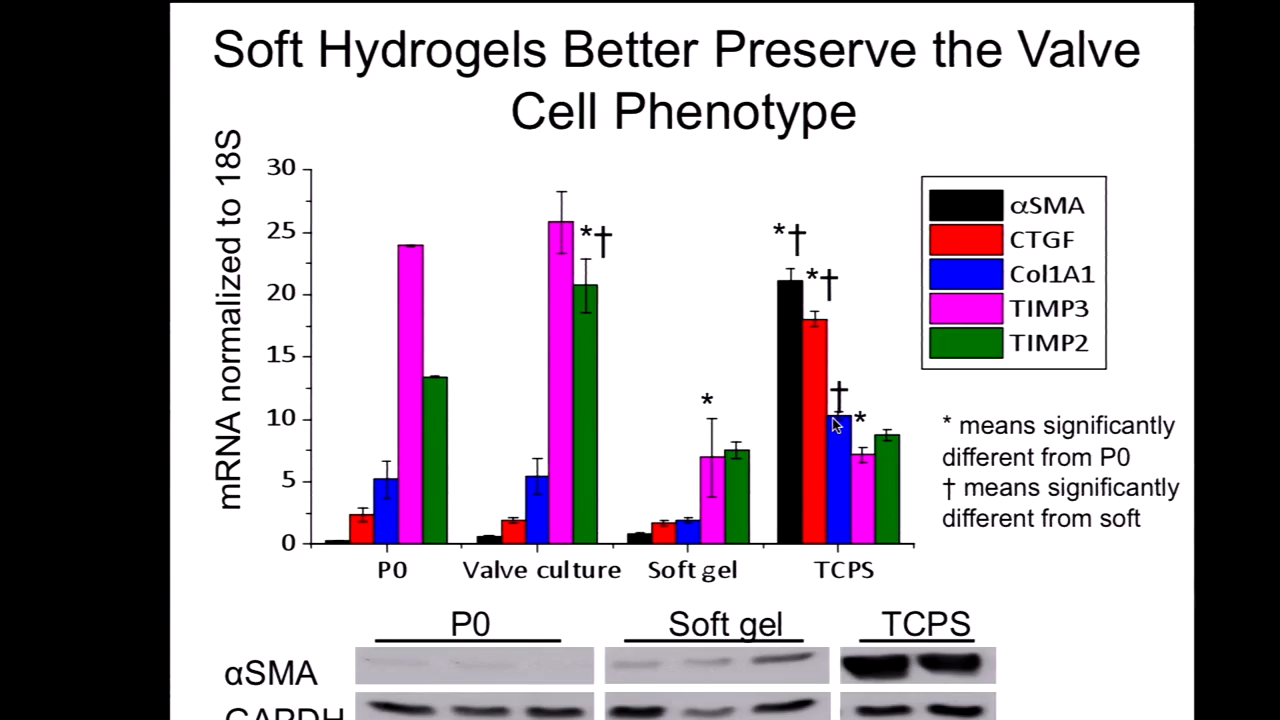 Soft Hydrogels Better Preserve the Valve
Cell Phenotype
mRNA normalized to 18S
30
25
20
15
10
5
0
*†
*
*†
*†
†
*
αSMA
CTGF
Col1A1
TIMP3
TIMP2
* means significantly
different from P0
† means significantly
different from soft
P0 Valve culture Soft gel TCPS
P0 Soft gel TCPS
αSMA
GAPDH